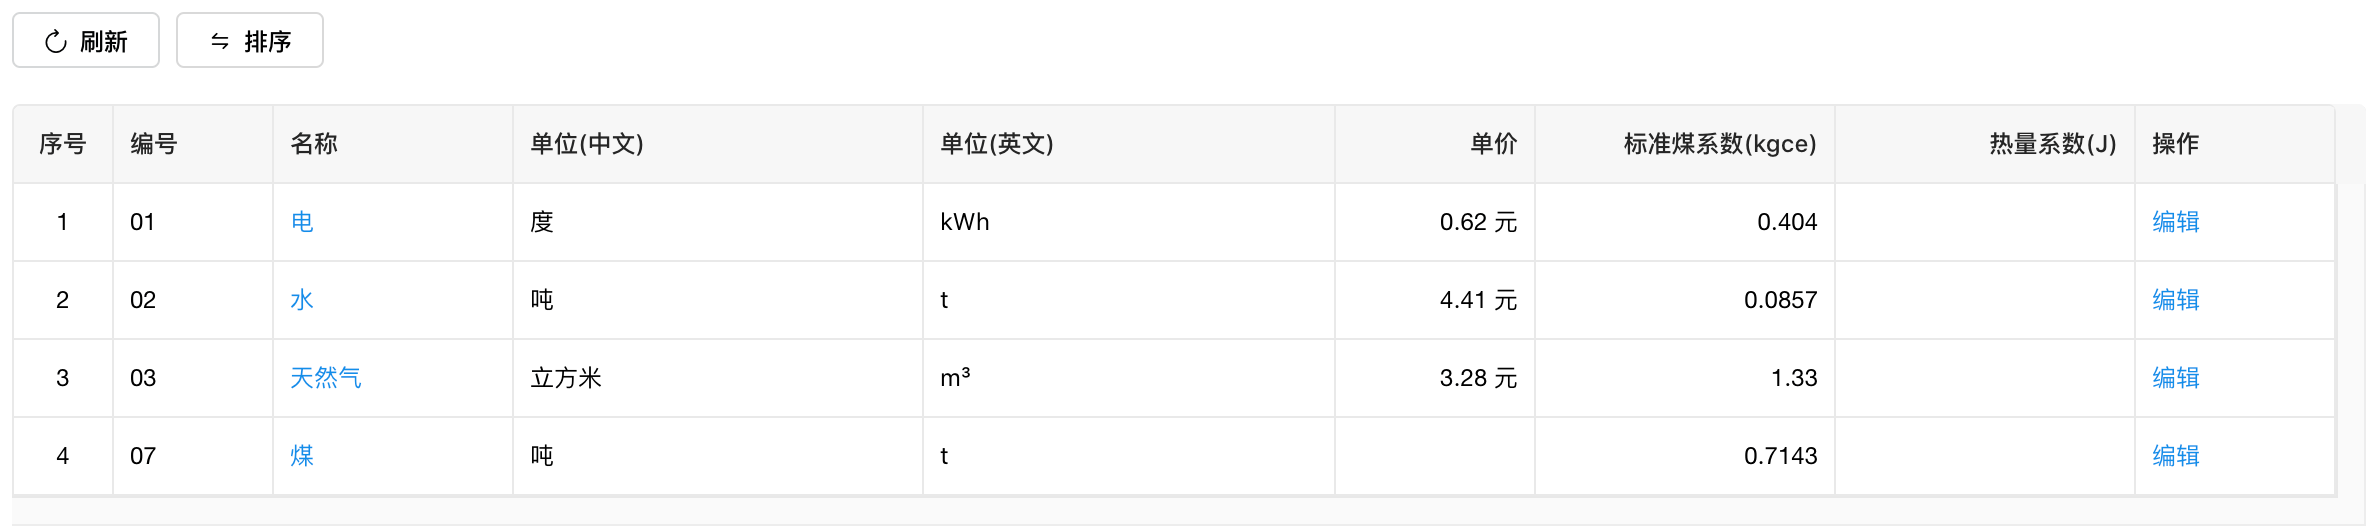 刷新 排序
序号 编号 名称 单位(中文) 单位(英文) 单价 标准煤系数(kgce) 热量系数(J) 操作
1 01 电 度 kWh 0.62 元 0.404 编辑
2 02 水 吨 t 4.41 元 0.0857 编辑
3 03 天然气 立方米 m³ 3.28 元 1.33 编辑
4 07 煤 吨 t 0.7143 编辑